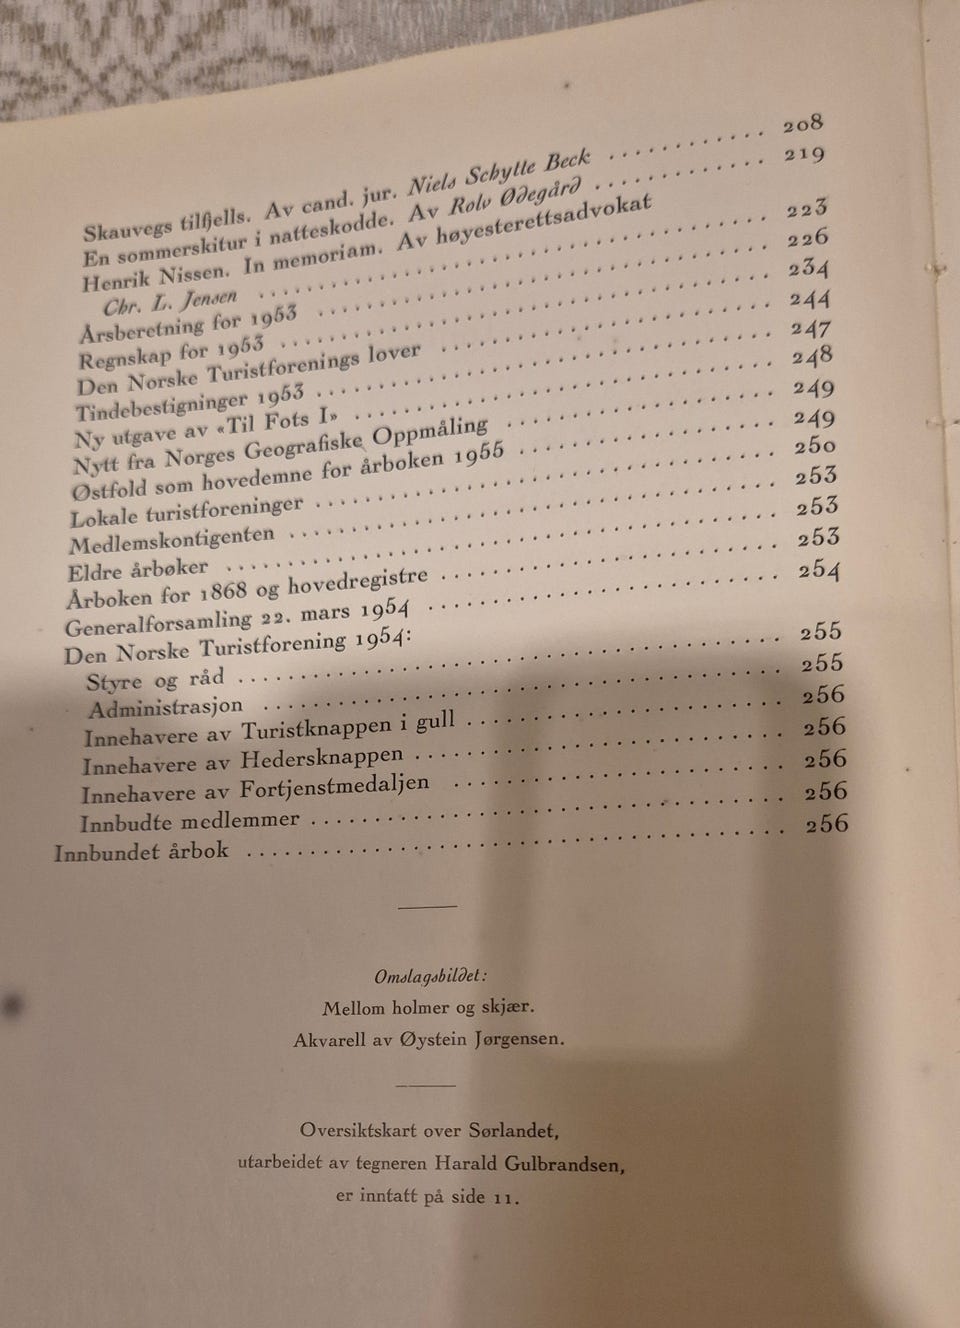 Skauvegs tilfjells. Av cand. jur. Niels Schytte Beck ............ 208
En sommerskitur i natteskodde. Av Rolv Ødegård ............ 219
Henrik Nissen. In memoriam. Av høyesterettsadvokat
Chr. L. Jensen ............ 223
Årsberetning for 1953 ............ 226
Regnskap for 1953 ............ 234
Den Norske Turistforenings lover ............ 244
Tindebestigninger 1953 ............ 247
Ny utgave av «Til Fots I» ............ 248
Nytt fra Norges Geografiske Oppmåling ............ 249
Østfold som hovedemne for årboken 1955 ............ 249
Lokale turistforeninger ............ 250
Medlemskontigenten ............ 253
Eldre årbøker ............ 253
Årboken for 1868 og hovedregistre ............ 253
Generalforsamling 22. mars 1954 ............ 254
Den Norske Turistforening 1954:
Styre og råd ............ 255
Administrasjon ............ 255
Innehavere av Turistknappen i gull ............ 256
Innehavere av Hedersknappen ............ 256
Innehavere av Fortjenstmedaljen ............ 256
Innbudte medlemmer ............ 256
Innbundet årbok ............ 256
Omslagsbildet:
Mellom holmer og skjær.
Akvarell av Øystein Jørgensen.
Oversiktskart over Sørlandet,
utarbeidet av tegneren Harald Gulbrandsen,
er inntatt på side 11.